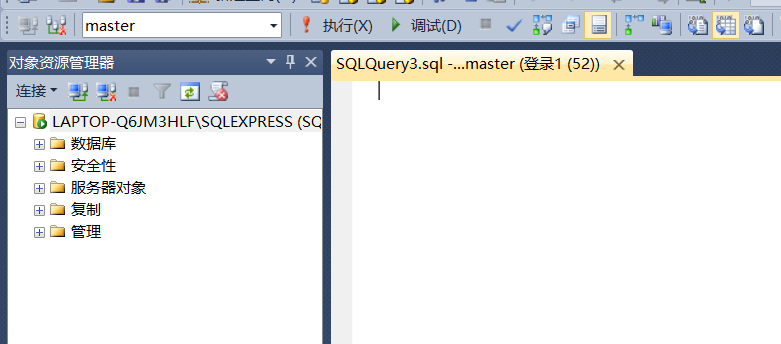 master
执行(X)
调试(D)
对象资源管理器
SQLQuery3.sql -...master (登录1 (52))
连接
LAPTOP-Q6JM3HLF\SQLEXPRESS (SQ
数据库
安全性
服务器对象
复制
管理